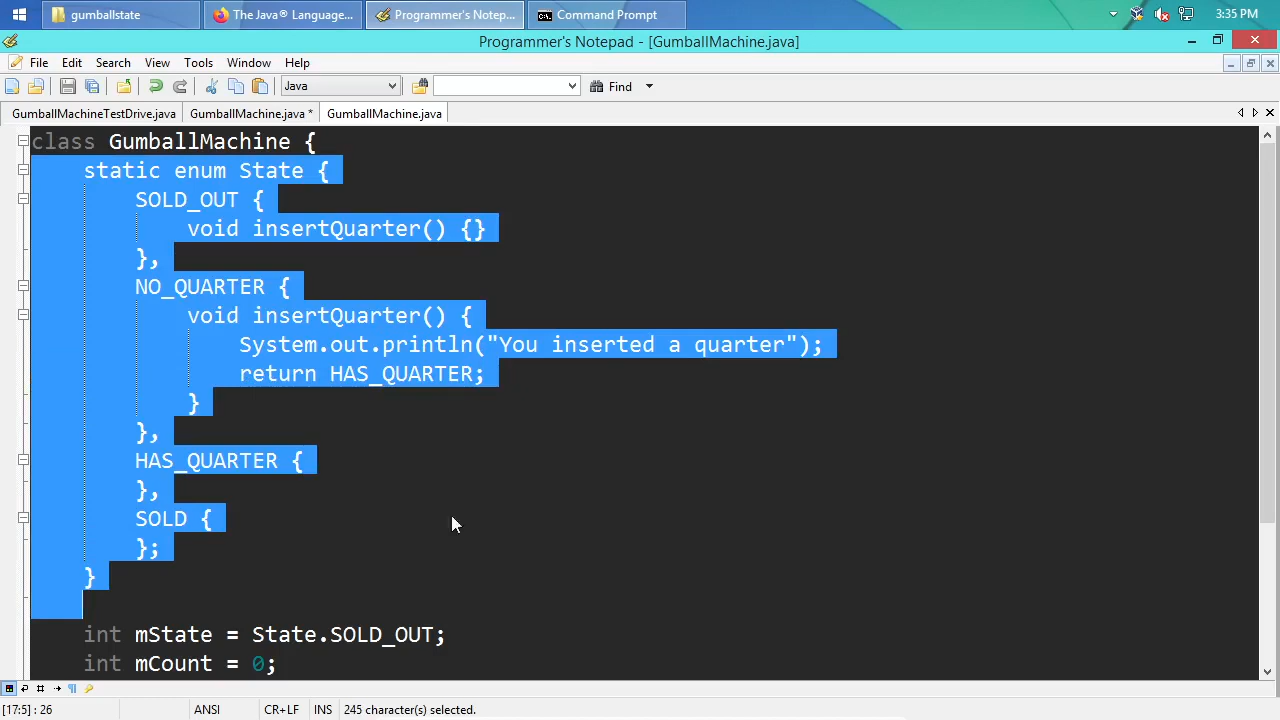 gumballstate
The Java® Language...
Programmer's Notep...
Command Prompt
3:35 PM
Programmer's Notepad - [GumballMachine.java]
File Edit Search View Tools Window Help
Java
Find
GumballMachineTestDrive.java GumballMachine.java * GumballMachine.java
class GumballMachine {
static enum State {
SOLD_OUT {
void insertQuarter() {}
},
NO_QUARTER {
void insertQuarter() {
System.out.println("You inserted a quarter");
return HAS_QUARTER;
}
},
HAS_QUARTER {
},
SOLD {
};
}
int mState = State.SOLD_OUT;
int mCount = 0;
[17:5] : 26 ANSI CR+LF INS 245 character(s) selected.